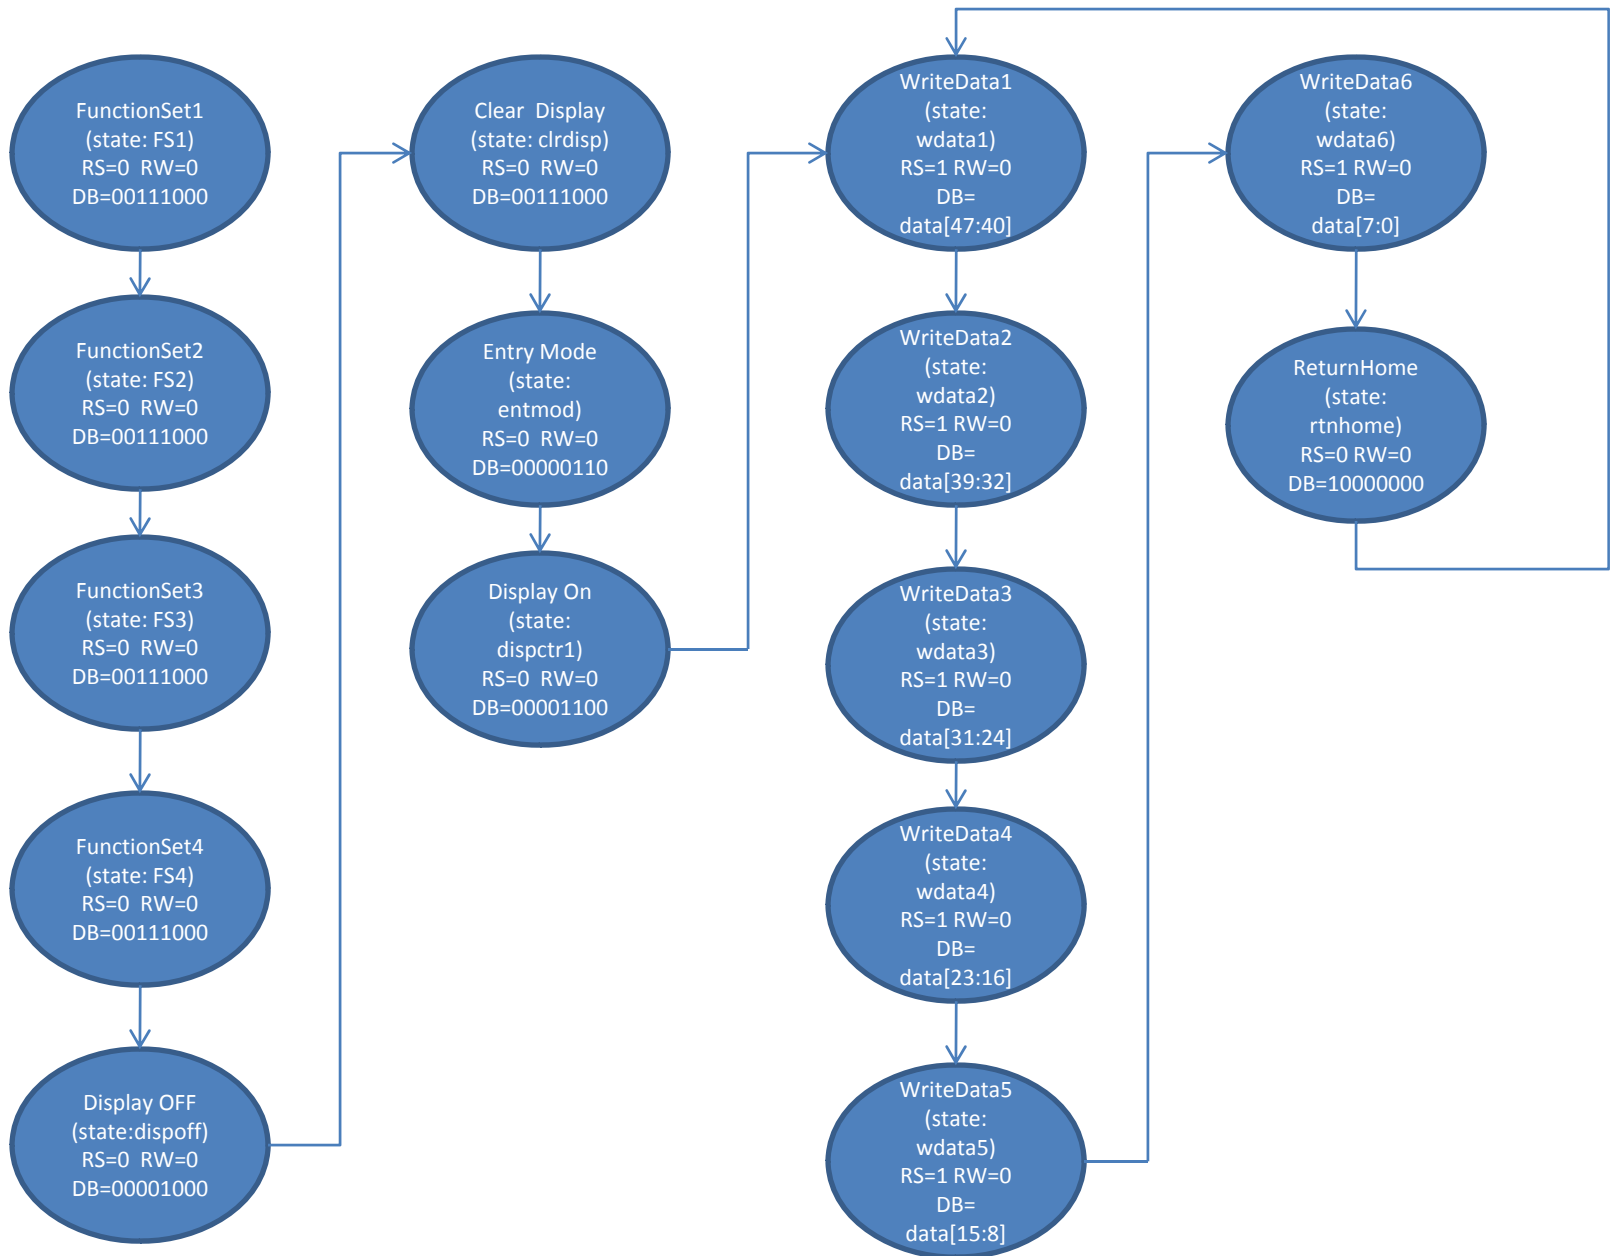 FunctionSet1
(state: FS1)
RS=0 RW=0
DB=00111000
FunctionSet2
(state: FS2)
RS=0 RW=0
DB=00111000
FunctionSet3
(state: FS3)
RS=0 RW=0
DB=00111000
FunctionSet4
(state: FS4)
RS=0 RW=0
DB=00111000
Display OFF
(state:dispoff)
RS=0 RW=0
DB=00001000
Clear Display
(state: clrdisp)
RS=0 RW=0
DB=00111000
Entry Mode
(state:
entmod)
RS=0 RW=0
DB=00000110
Display On
(state:
dispctr1)
RS=0 RW=0
DB=00001100
WriteData1
(state:
wdata1)
RS=1 RW=0
DB=
data[47:40]
WriteData2
(state:
wdata2)
RS=1 RW=0
DB=
data[39:32]
WriteData3
(state:
wdata3)
RS=1 RW=0
DB=
data[31:24]
WriteData4
(state:
wdata4)
RS=1 RW=0
DB=
data[23:16]
WriteData5
(state:
wdata5)
RS=1 RW=0
DB=
data[15:8]
WriteData6
(state:
wdata6)
RS=1 RW=0
DB=
data[7:0]
ReturnHome
(state:
rtnhome)
RS=0 RW=0
DB=10000000